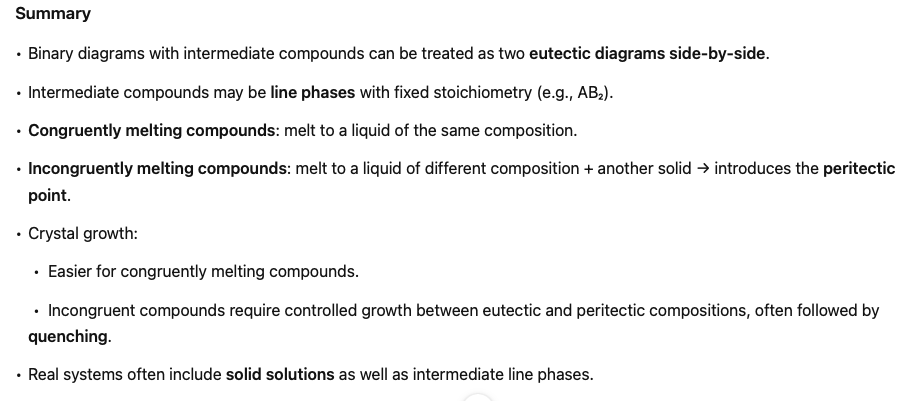 Summary
• Binary diagrams with intermediate compounds can be treated as two eutectic diagrams side-by-side.
• Intermediate compounds may be line phases with fixed stoichiometry (e.g., AB₂).
• Congruently melting compounds: melt to a liquid of the same composition.
• Incongruently melting compounds: melt to a liquid of different composition + another solid → introduces the peritectic
point.
• Crystal growth:
• Easier for congruently melting compounds.
• Incongruent compounds require controlled growth between eutectic and peritectic compositions, often followed by
quenching.
• Real systems often include solid solutions as well as intermediate line phases.